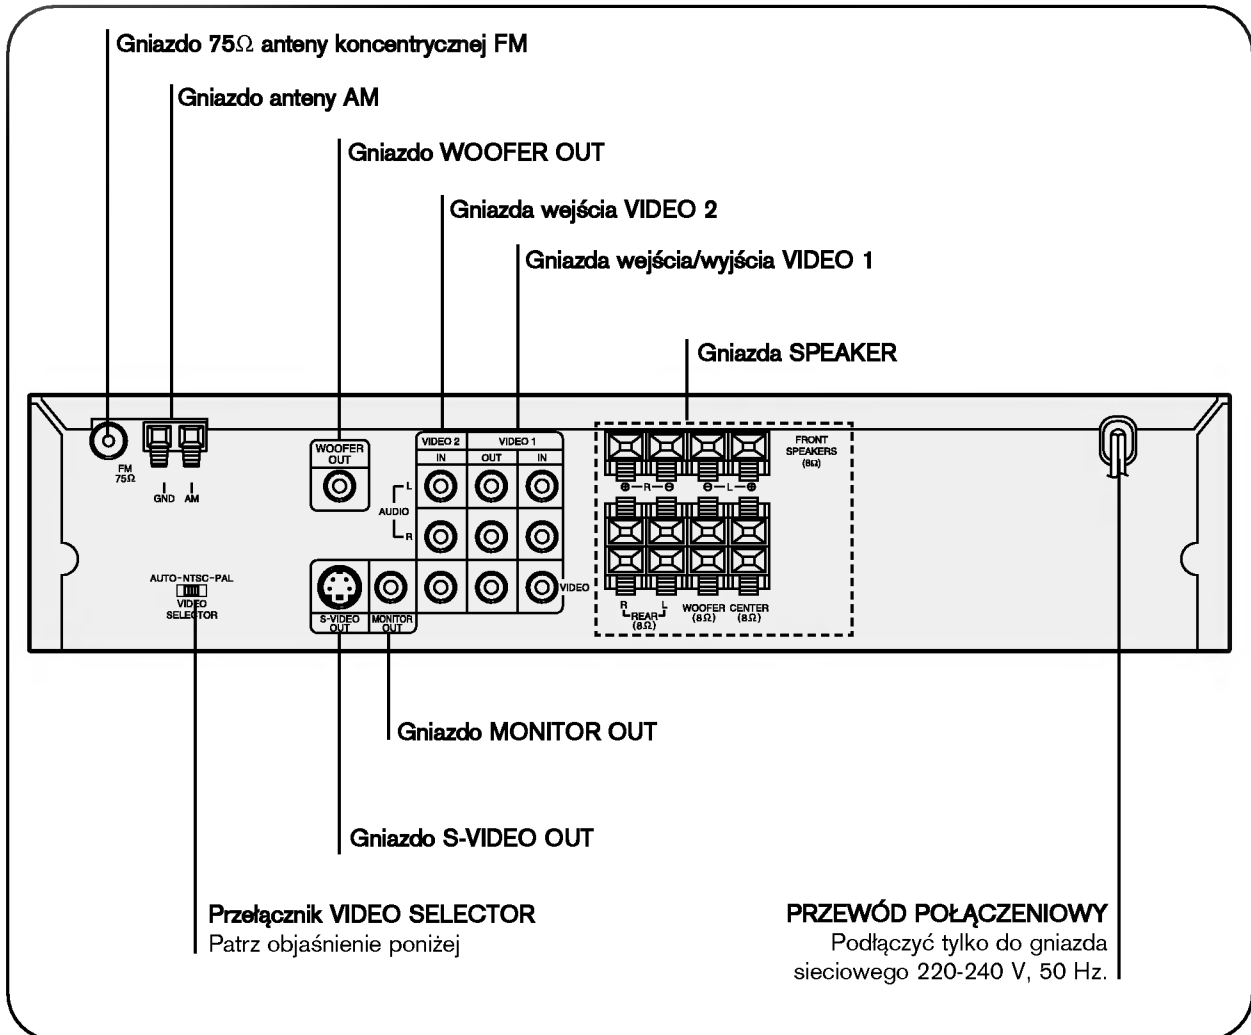 Gniazdo 75Ω anteny koncentrycznej FM
Gniazdo anteny AM
Gniazdo WOOFER OUT
Gniazda wejścia VIDEO 2
Gniazda wejścia/wyjścia VIDEO 1
Gniazda SPEAKER
FM
75Ω
GND AM
WOOFER
OUT
VIDEO 2 VIDEO 1
IN OUT IN
L
AUDIO
R
VIDEO
S-VIDEO
OUT
MONITOR
OUT
AUTO-NTSC-PAL
VIDEO
SELECTOR
FRONT
SPEAKERS
(8Ω)
⊕–R–⊖ ⊖–L–⊕
R L
REAR
(8Ω)
WOOFER
(8Ω)
CENTER
(8Ω)
Gniazdo MONITOR OUT
Gniazdo S-VIDEO OUT
Przełącznik VIDEO SELECTOR
Patrz objaśnienie poniżej
PRZEWÓD POŁĄCZENIOWY
Podłączyć tylko do gniazda
sieciowego 220-240 V, 50 Hz.